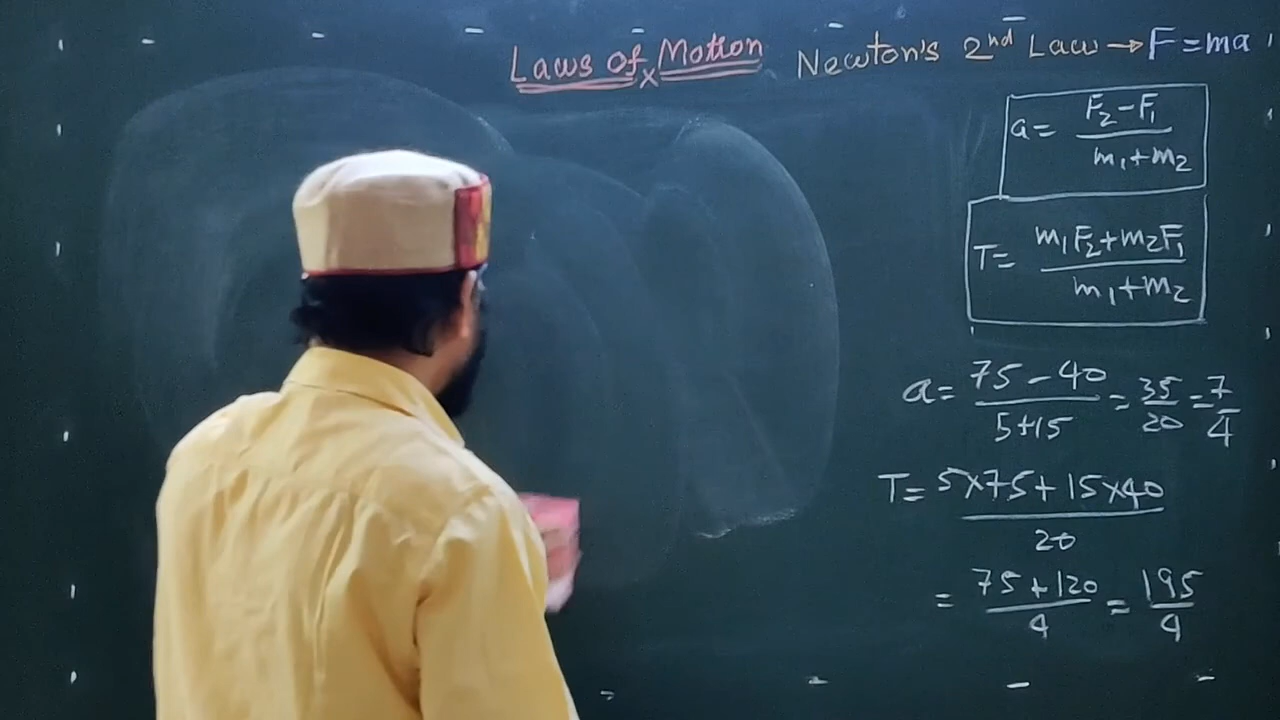 Laws of Motion Newton's 2nd Law → F = ma
x
a = (F₂ - F₁) / (m₁ + m₂)
T = (m₁F₂ + m₂F₁) / (m₁ + m₂)
a = (75 - 40) / (5 + 15) = 35/20 = 7/4
T = (5 × 75 + 15 × 40) / 20
= (75 + 120) / 4 = 195/4